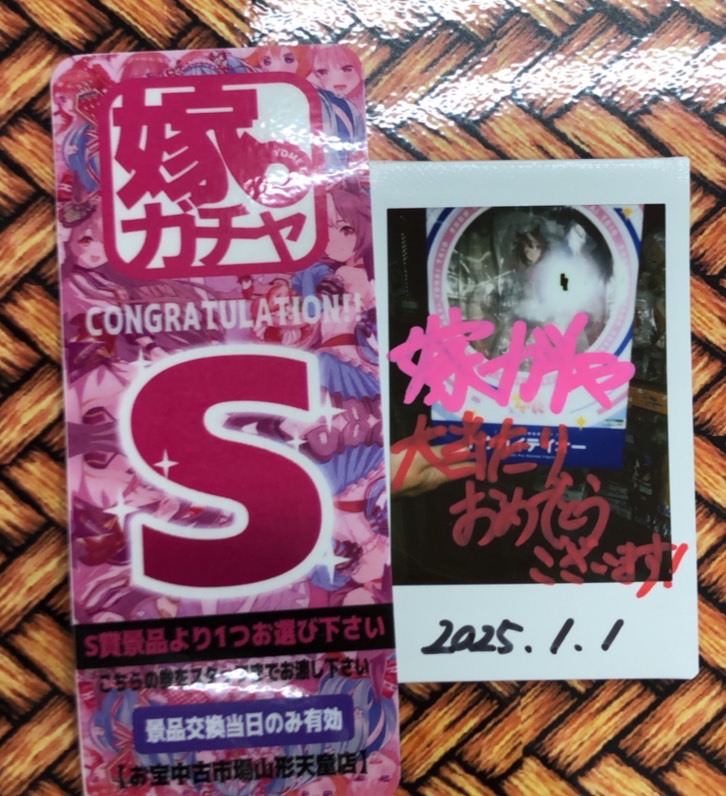 嫁
YOME
ガチャ
CONGRATULATION!!
S
S賞景品より1つお選び下さい
こちらの券をスタッフまでお渡し下さい
景品交換当日のみ有効
【お宝中古市場山形天童店】
嫁ガチャ
大当たり
おめでとう
ございます!
2025.1.1